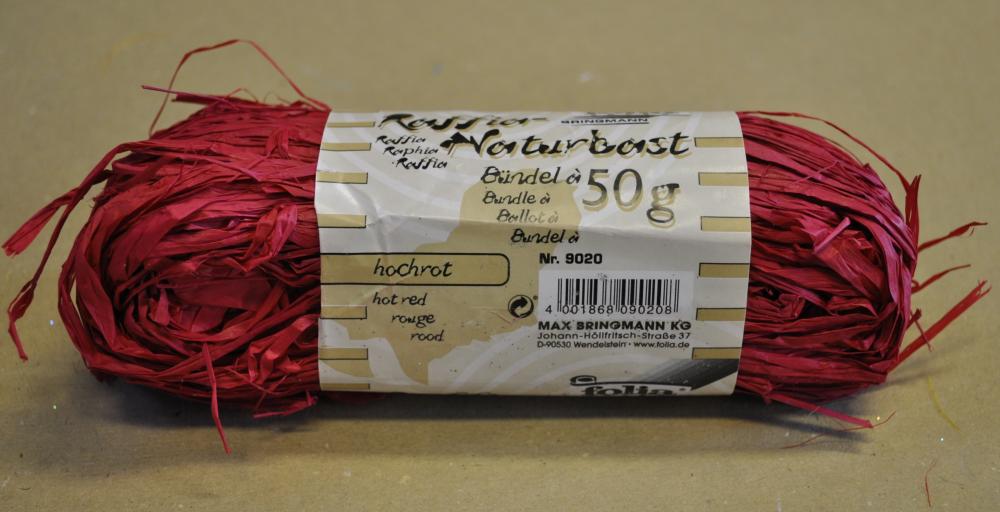 Raffia-
BRINGMANN
Raffia Naturbast
Raphia
Raffia
Bündel à 50g
Bundle à
Ballot à
Bundel à
Nr. 9020
hochrot
hot red
rouge
rood
4 001868 090208
MAX BRINGMANN KG
Johann-Höllfritsch-Straße 37
D-90530 Wendelstein · www.folia.de
folia